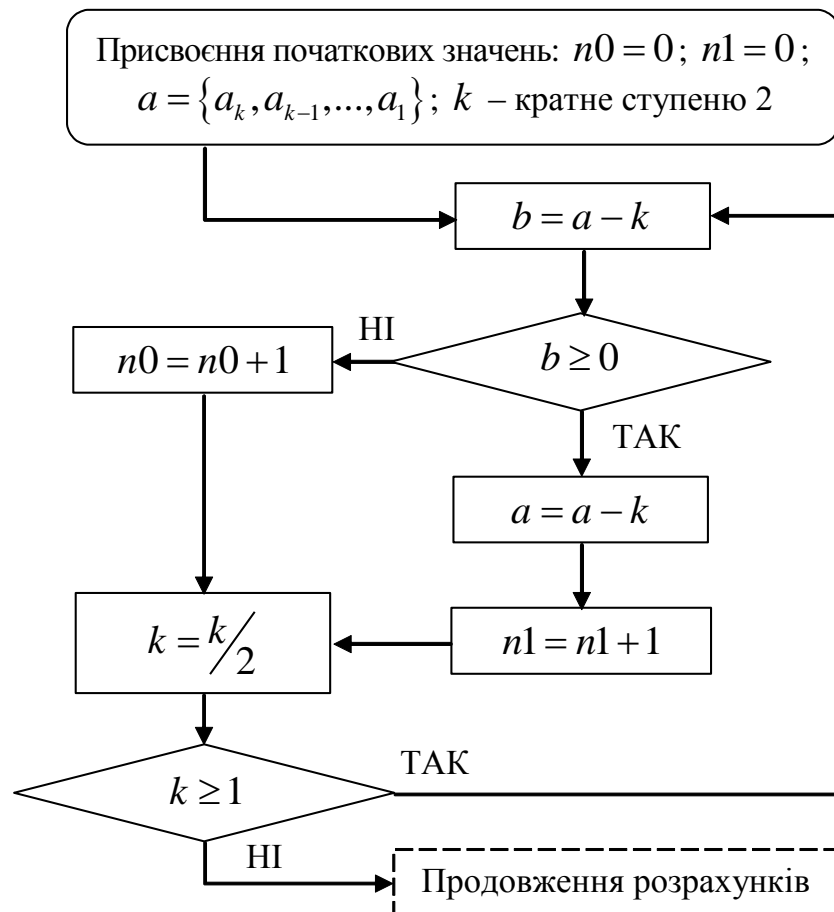 Присвоєння початкових значень: n0 = 0; n1 = 0;
a = {a_k, a_{k−1}, ..., a_1}; k – кратне ступеню 2
b = a − k
НІ
n0 = n0 + 1
b ≥ 0
ТАК
a = a − k
k = k/2
n1 = n1 + 1
ТАК
k ≥ 1
НІ
Продовження розрахунків